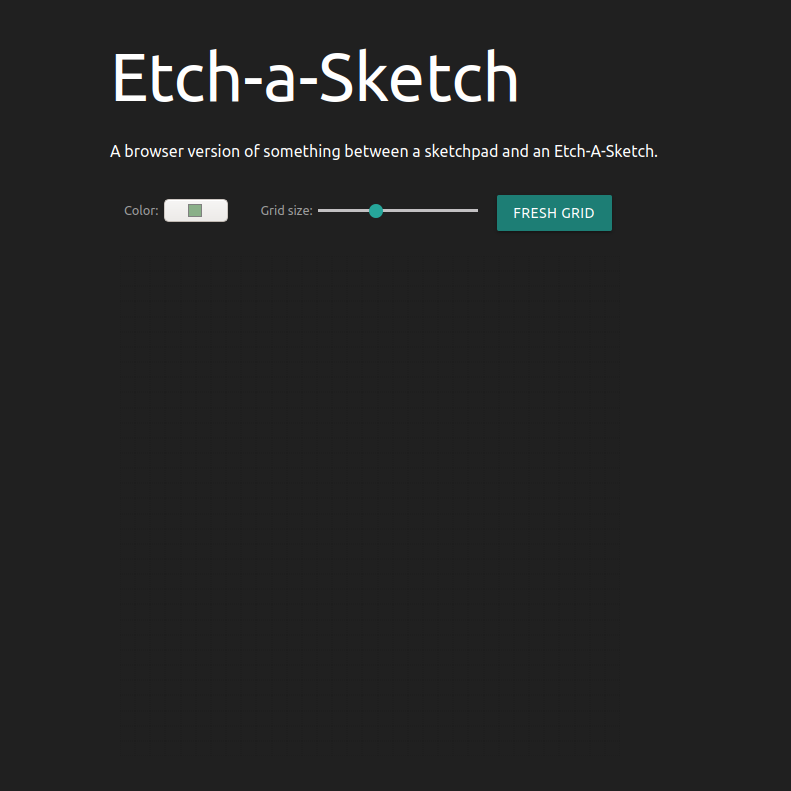 Etch-a-Sketch
A browser version of something between a sketchpad and an Etch-A-Sketch.
Color: Grid size: FRESH GRID